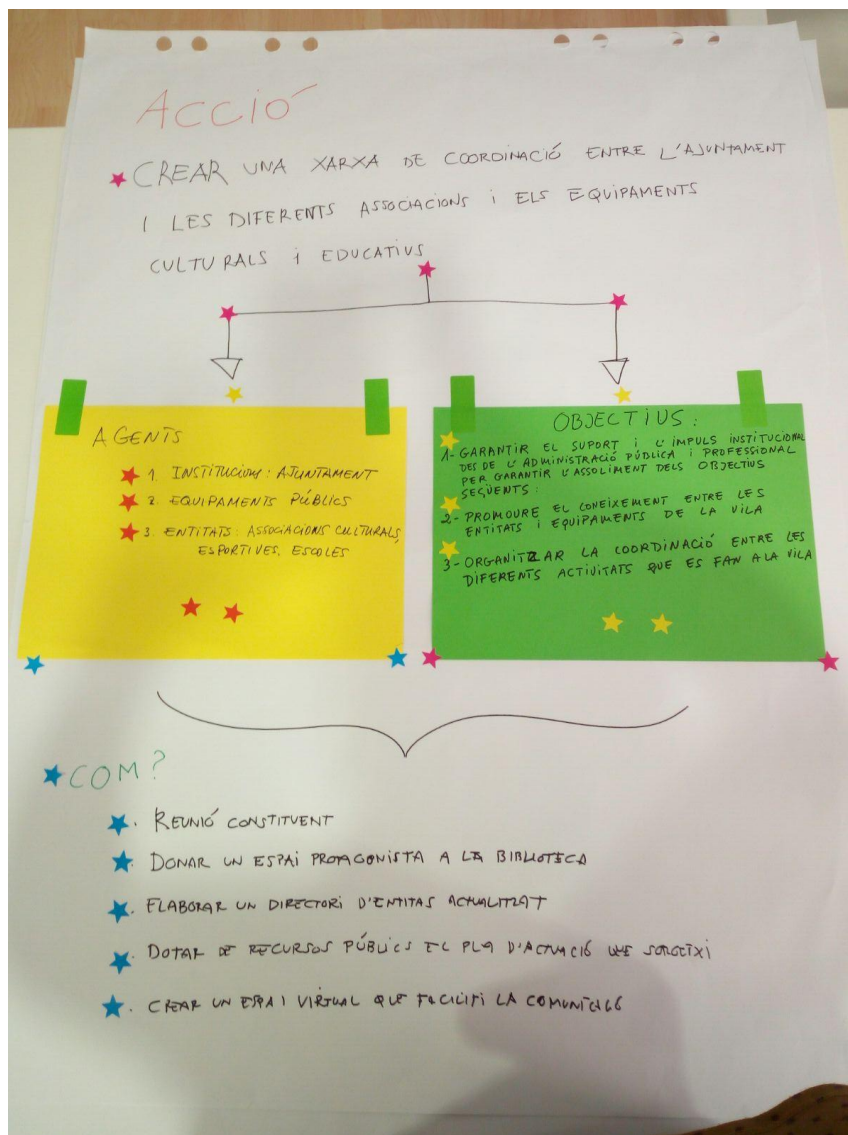 Acció
CREAR UNA XARXA DE COORDINACIÓ ENTRE L'AJUNTAMENT
I LES DIFERENTS ASSOCIACIONS i ELS EQUIPAMENTS
CULTURALS i EDUCATIUS
AGENTS
1. INSTITUCIONS: AJUNTAMENT
2. EQUIPAMENTS PÚBLICS
3. ENTITATS: ASSOCIACIONS CULTURALS,
ESPORTIVES, ESCOLES
OBJECTIUS:
1- GARANTIR EL SUPORT i L'IMPULS INSTITUCIONAL
DES DE L'ADMINISTRACIÓ PÚBLICA i PROFESSIONAL
PER GARANTIR L'ASSOLIMENT DELS OBJECTIUS
SEGÜENTS:
2- PROMOURE EL CONEIXEMENT ENTRE LES
ENTITATS i EQUIPAMENTS DE LA VILA
3- ORGANITZAR LA COORDINACIÓ ENTRE LES
DIFERENTS ACTIVITATS QUE ES FAN A LA VILA
COM?
. REUNIÓ CONSTITUENT
. DONAR UN ESPAI PROTAGONISTA A LA BIBLIOTECA
. ELABORAR UN DIRECTORI D'ENTITAS ACTUALITZAT
. DOTAR DE RECURSOS PÚBLICS EL PLA D'ACTUACIÓ QUE SORGEIXI
. CREAR UN ESPAI VIRTUAL QUE FACILITI LA COMUNICACIÓ